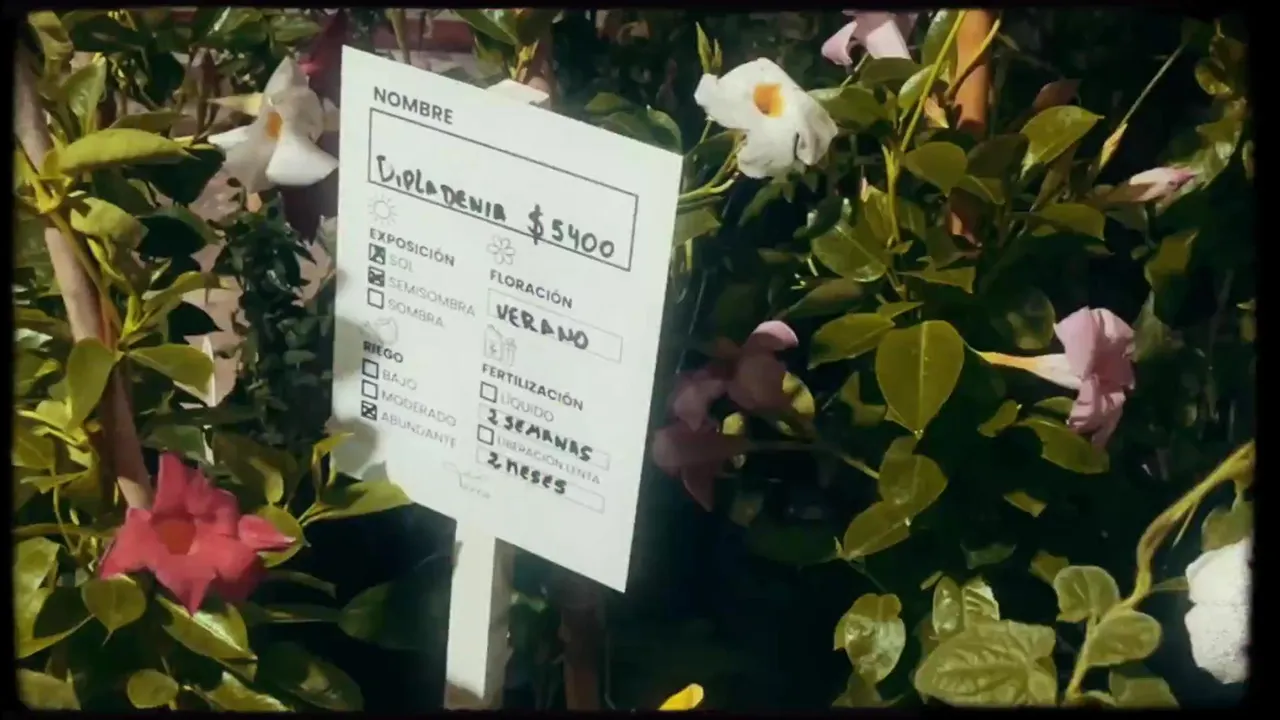 NOMBRE
DIPLADENIA $5400
EXPOSICIÓN
SOL
SEMISOMBRA
SOMBRA
RIEGO
BAJO
MODERADO
ABUNDANTE
FLORACIÓN
VERANO
FERTILIZACIÓN
LÍQUIDO
2 SEMANAS
LIBERACIÓN LENTA
2 MESES